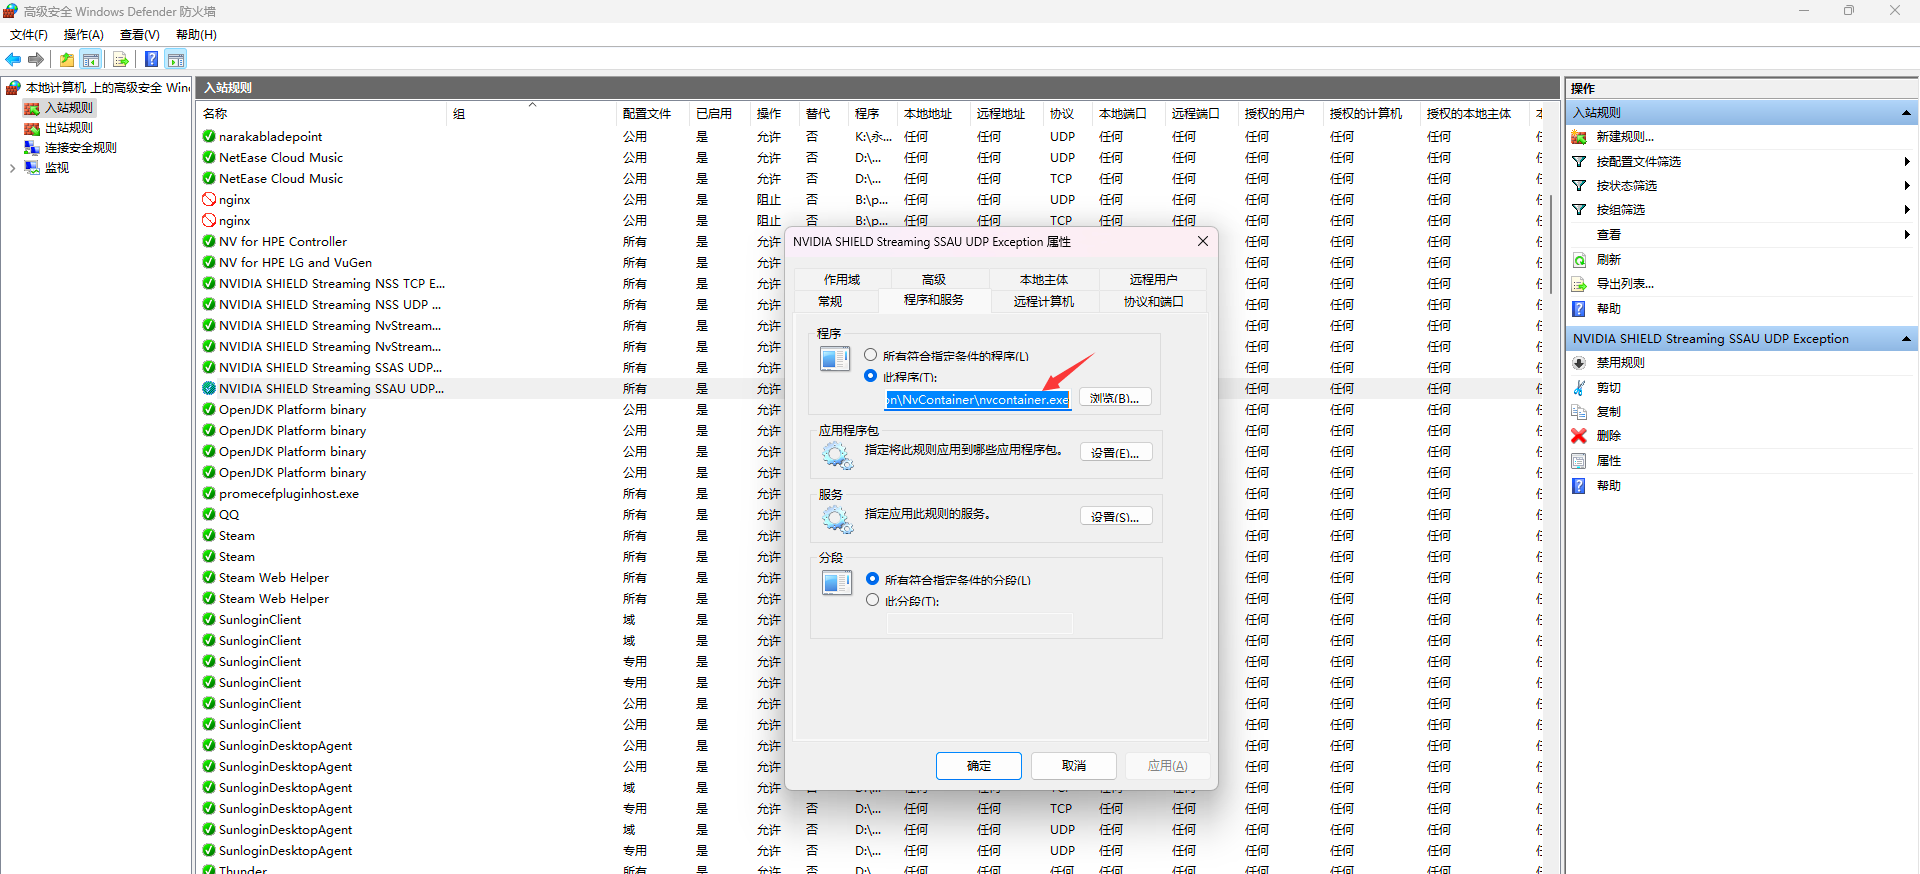 高级安全 Windows Defender 防火墙
文件(F) 操作(A) 查看(V) 帮助(H)
本地计算机 上的高级安全 Win
入站规则
出站规则
连接安全规则
监视
入站规则
名称 组 配置文件 已启用 操作 替代 程序 本地地址 远程地址 协议 本地端口 远程端口 授权的用户 授权的计算机 授权的本地主体
narakabladepoint 公用 是 允许 否 K:\永... 任何 任何 UDP 任何 任何 任何 任何 任何
NetEase Cloud Music 公用 是 允许 否 D:\... 任何 任何 UDP 任何 任何 任何 任何 任何
NetEase Cloud Music 公用 是 允许 否 D:\... 任何 任何 TCP 任何 任何 任何 任何 任何
nginx 公用 是 阻止 否 B:\p... 任何 任何 UDP 任何 任何 任何 任何 任何
nginx 公用 是 阻止 否 B:\p... 任何 任何 TCP 任何 任何 任何 任何 任何
NV for HPE Controller 所有 是 允许 任何 任何 任何
NV for HPE LG and VuGen 所有 是 允许 任何 任何 任何
NVIDIA SHIELD Streaming NSS TCP E... 所有 是 允许 任何 任何 任何
NVIDIA SHIELD Streaming NSS UDP ... 所有 是 允许 任何 任何 任何
NVIDIA SHIELD Streaming NvStream... 所有 是 允许 任何 任何 任何
NVIDIA SHIELD Streaming NvStream... 所有 是 允许 任何 任何 任何
NVIDIA SHIELD Streaming SSAS UDP... 所有 是 允许 任何 任何 任何
NVIDIA SHIELD Streaming SSAU UDP... 所有 是 允许 任何 任何 任何
OpenJDK Platform binary 公用 是 允许 任何 任何 任何
OpenJDK Platform binary 公用 是 允许 任何 任何 任何
OpenJDK Platform binary 公用 是 允许 任何 任何 任何
OpenJDK Platform binary 公用 是 允许 任何 任何 任何
promecefpluginhost.exe 所有 是 允许 任何 任何 任何
QQ 所有 是 允许 任何 任何 任何
Steam 所有 是 允许 任何 任何 任何
Steam 所有 是 允许 任何 任何 任何
Steam Web Helper 所有 是 允许 任何 任何 任何
Steam Web Helper 所有 是 允许 任何 任何 任何
SunloginClient 域 是 允许 任何 任何 任何
SunloginClient 域 是 允许 任何 任何 任何
SunloginClient 专用 是 允许 任何 任何 任何
SunloginClient 专用 是 允许 任何 任何 任何
SunloginClient 公用 是 允许 任何 任何 任何
SunloginClient 公用 是 允许 任何 任何 任何
SunloginDesktopAgent 公用 是 允许 任何 任何 任何
SunloginDesktopAgent 公用 是 允许 任何 任何 任何
SunloginDesktopAgent 域 是 允许 否 D:\... 任何 任何 TCP 任何 任何 任何 任何 任何
SunloginDesktopAgent 专用 是 允许 否 D:\... 任何 任何 TCP 任何 任何 任何 任何 任何
SunloginDesktopAgent 域 是 允许 否 D:\... 任何 任何 UDP 任何 任何 任何 任何 任何
SunloginDesktopAgent 专用 是 允许 否 D:\... 任何 任何 UDP 任何 任何 任何 任何 任何
Thunder 所有 是 允许 否 D:\ 任何 任何 任何 任何 任何 任何 任何
NVIDIA SHIELD Streaming SSAU UDP Exception 属性
作用域 高级 本地主体 远程用户
常规 程序和服务 远程计算机 协议和端口
程序
所有符合指定条件的程序(L)
此程序(T):
on\NvContainer\nvcontainer.exe 浏览(B)...
应用程序包
指定将此规则应用到哪些应用程序包。 设置(E)...
服务
指定应用此规则的服务。 设置(S)...
分段
所有符合指定条件的分段(L)
此分段(T):
确定 取消 应用(A)
操作
入站规则
新建规则...
按配置文件筛选
按状态筛选
按组筛选
查看
刷新
导出列表...
帮助
NVIDIA SHIELD Streaming SSAU UDP Exception
禁用规则
剪切
复制
删除
属性
帮助